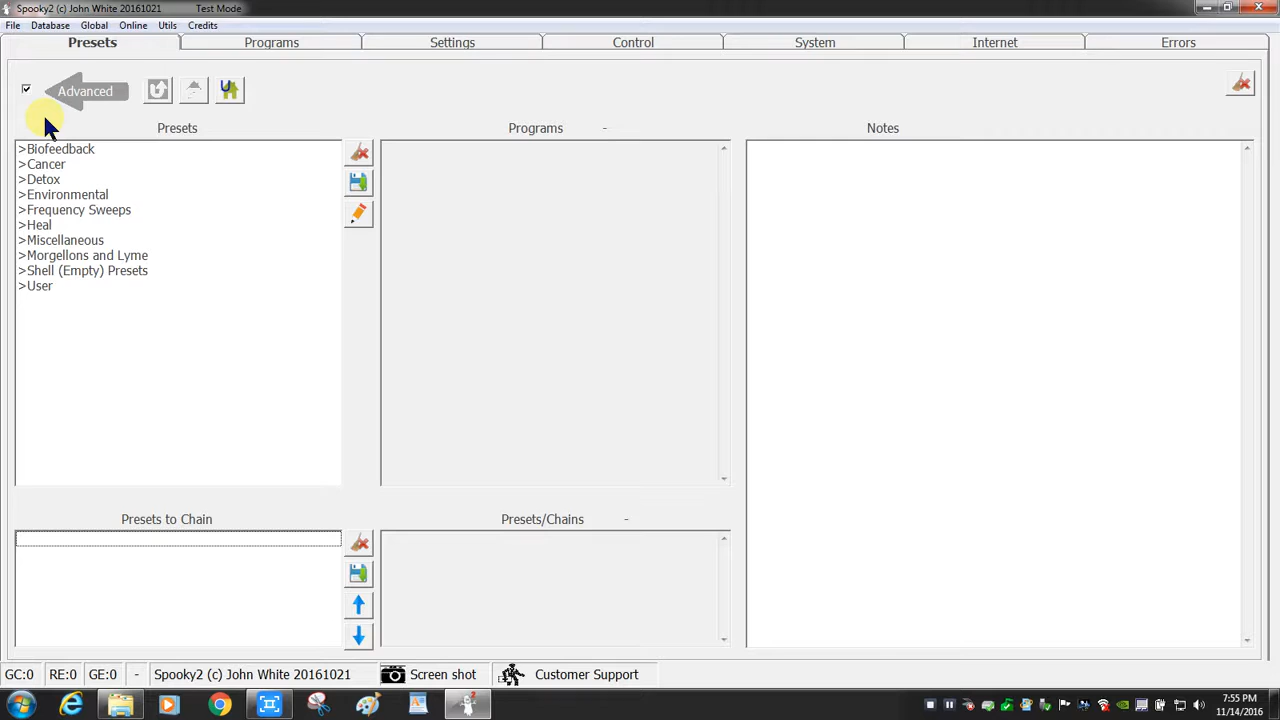 Spooky2 (c) John White 20161021 Test Mode
File Database Global Online Utils Credits
Presets Programs Settings Control System Internet Errors
Advanced
Presets Programs - Notes
>Biofeedback
>Cancer
>Detox
>Environmental
>Frequency Sweeps
>Heal
>Miscellaneous
>Morgellons and Lyme
>Shell (Empty) Presets
>User
Presets to Chain Presets/Chains -
GC:0 RE:0 GE:0 - Spooky2 (c) John White 20161021 Screen shot Customer Support
7:55 PM
11/14/2016